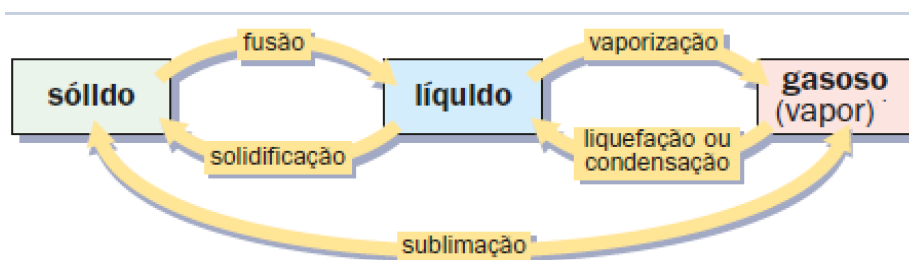 fusão
vaporização
sólido
líquido
gasoso
(vapor)
solidificação
liquefação ou
condensação
sublimação